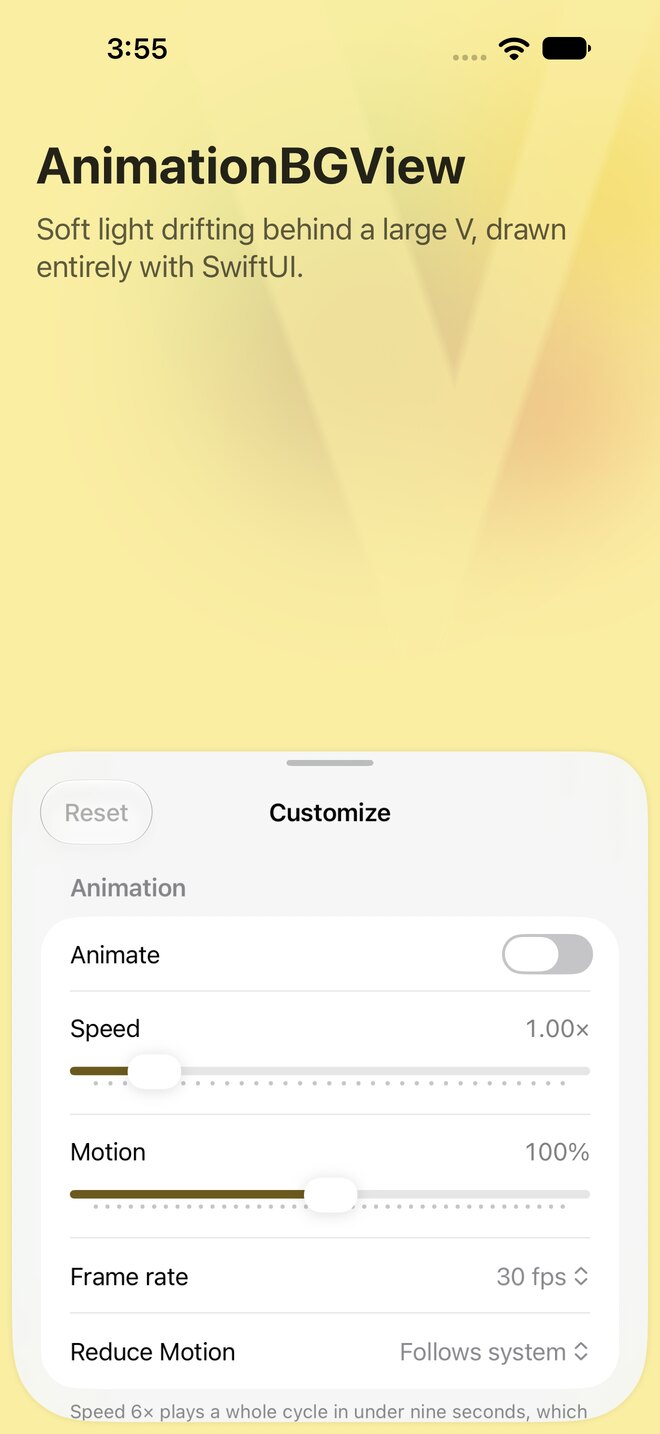 3:55
AnimationBGView
Soft light drifting behind a large V, drawn
entirely with SwiftUI.
Reset
Customize
Animation
Animate
Speed
1.00×
Motion
100%
Frame rate
30 fps
Reduce Motion
Follows system
Speed 6× plays a whole cycle in under nine seconds, which